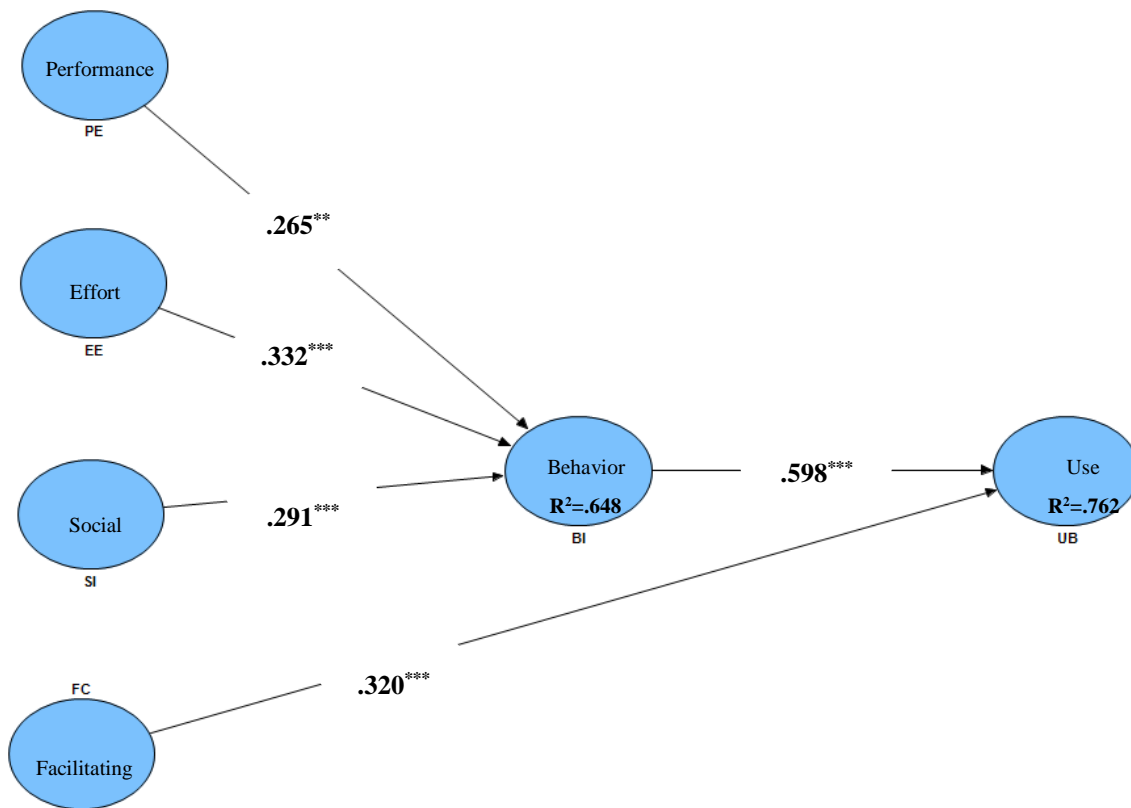 Performance
PE
.265**
Effort
EE
.332***
Social
SI
.291***
Behavior
R²=.648
BI
.598***
Use
R²=.762
UB
FC
.320***
Facilitating